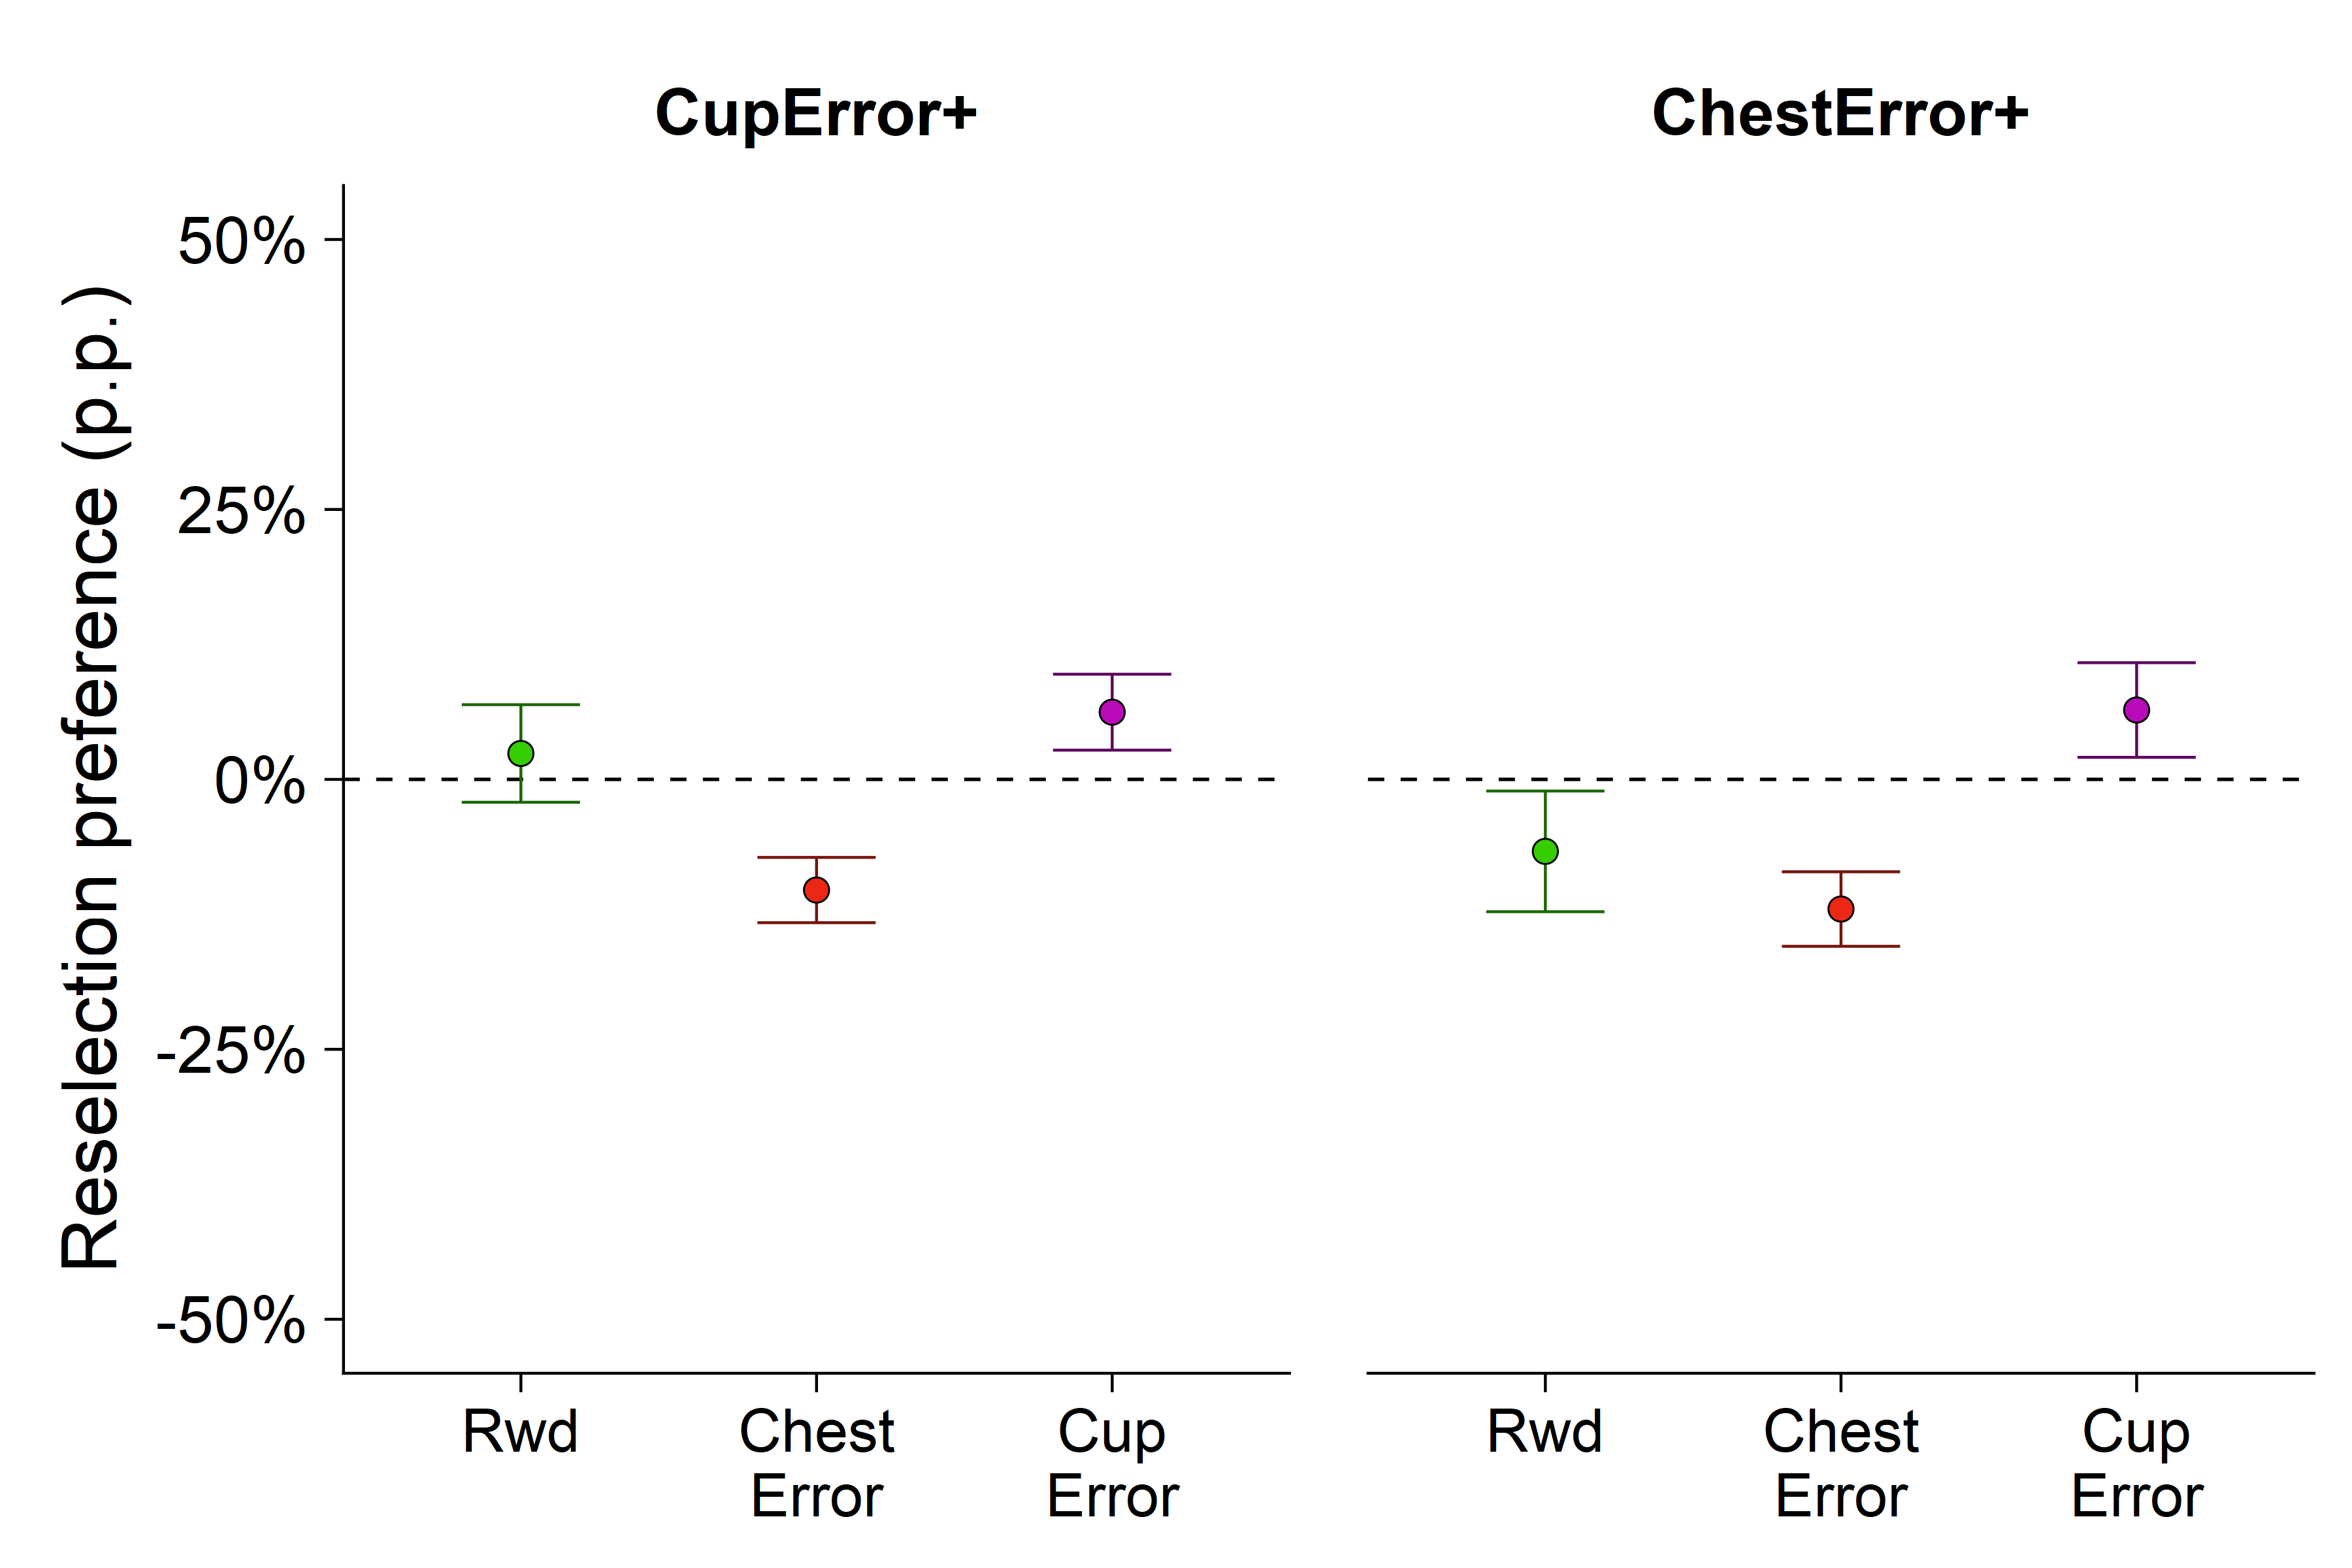 CupError+
ChestError+
Reselection preference (p.p.)
50%
25%
0%
-25%
-50%
Rwd
Chest
Error
Cup
Error
Rwd
Chest
Error
Cup
Error